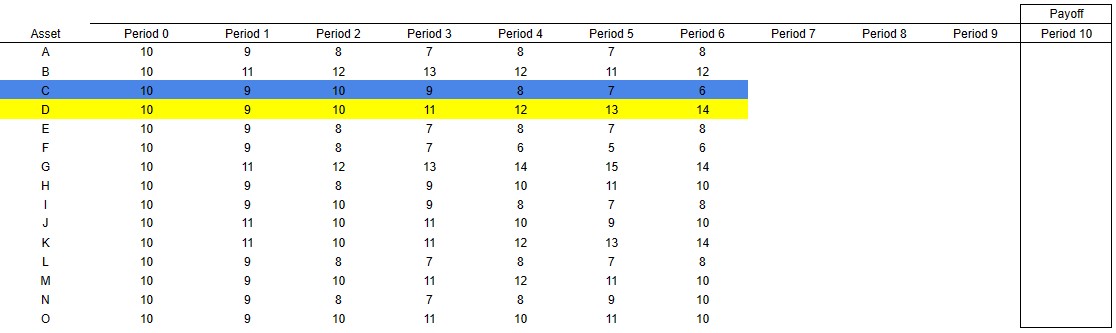 Payoff
Asset Period 0 Period 1 Period 2 Period 3 Period 4 Period 5 Period 6 Period 7 Period 8 Period 9 Period 10
A 10 9 8 7 8 7 8
B 10 11 12 13 12 11 12
C 10 9 10 9 8 7 6
D 10 9 10 11 12 13 14
E 10 9 8 7 8 7 8
F 10 9 8 7 6 5 6
G 10 11 12 13 14 15 14
H 10 9 8 9 10 11 10
I 10 9 10 9 8 7 8
J 10 11 10 11 10 9 10
K 10 11 10 11 12 13 14
L 10 9 8 7 8 7 8
M 10 9 10 11 12 11 10
N 10 9 8 7 8 9 10
O 10 9 10 11 10 11 10